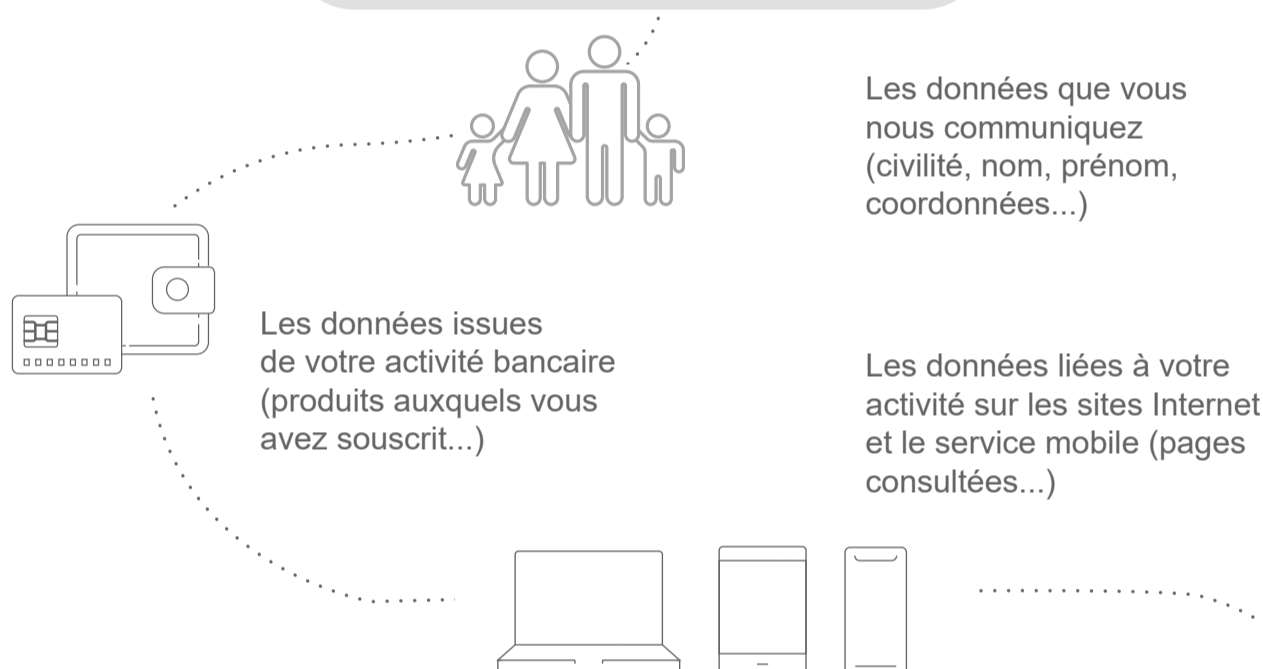 Les données que vous
nous communiquez
(civilité, nom, prénom,
coordonnées...)
Les données issues
de votre activité bancaire
(produits auxquels vous
avez souscrit...)
Les données liées à votre
activité sur les sites Internet
et le service mobile (pages
consultées...)